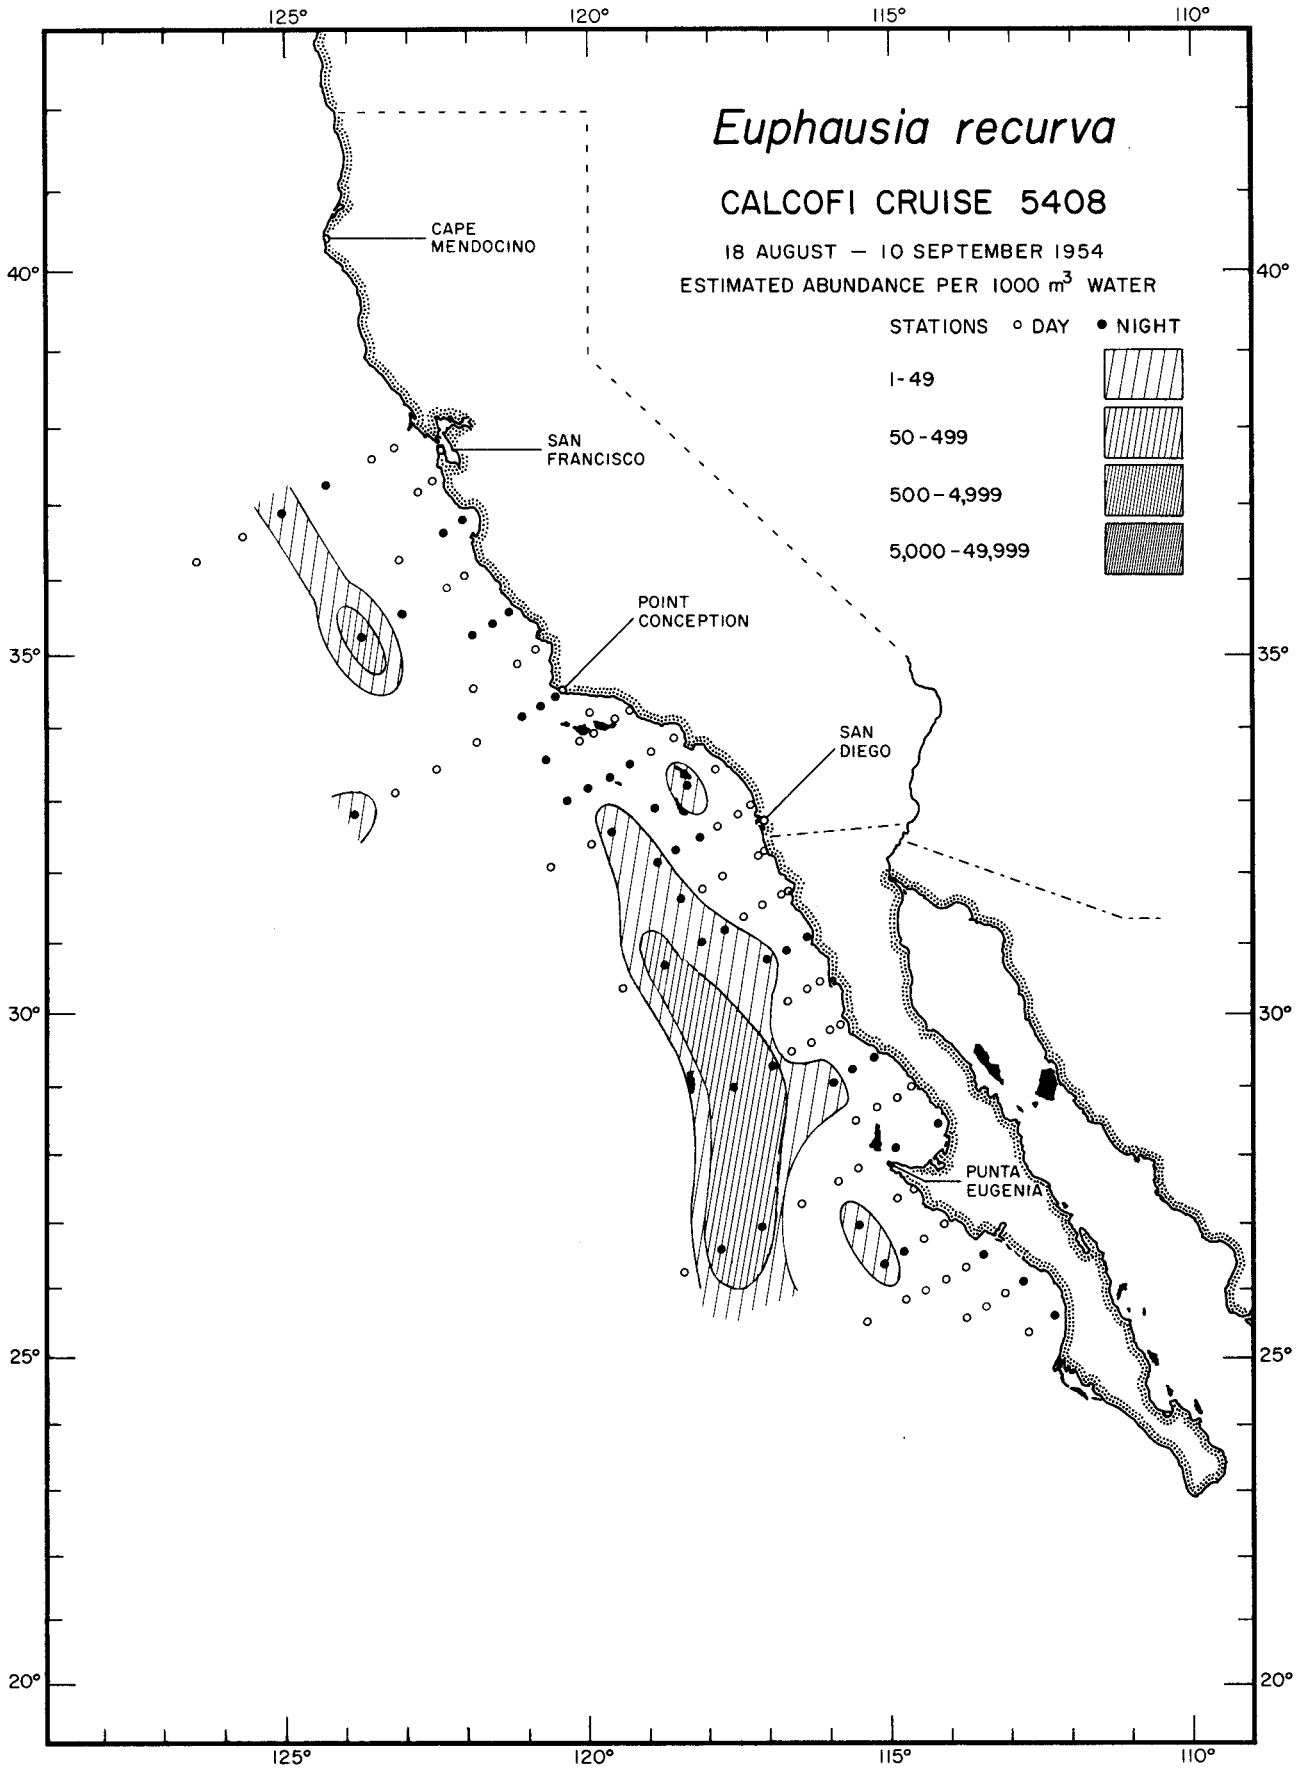 125° 120° 115° 110°
Euphausia recurva
CALCOFI CRUISE 5408
18 AUGUST — 10 SEPTEMBER 1954
ESTIMATED ABUNDANCE PER 1000 m³ WATER
STATIONS ○ DAY ● NIGHT
1-49
50-499
500-4,999
5,000-49,999
CAPE
MENDOCINO
40° 40°
SAN
FRANCISCO
POINT
CONCEPTION
35° 35°
SAN
DIEGO
30° 30°
PUNTA
EUGENIA
25° 25°
20° 20°
125° 120° 115° 110°